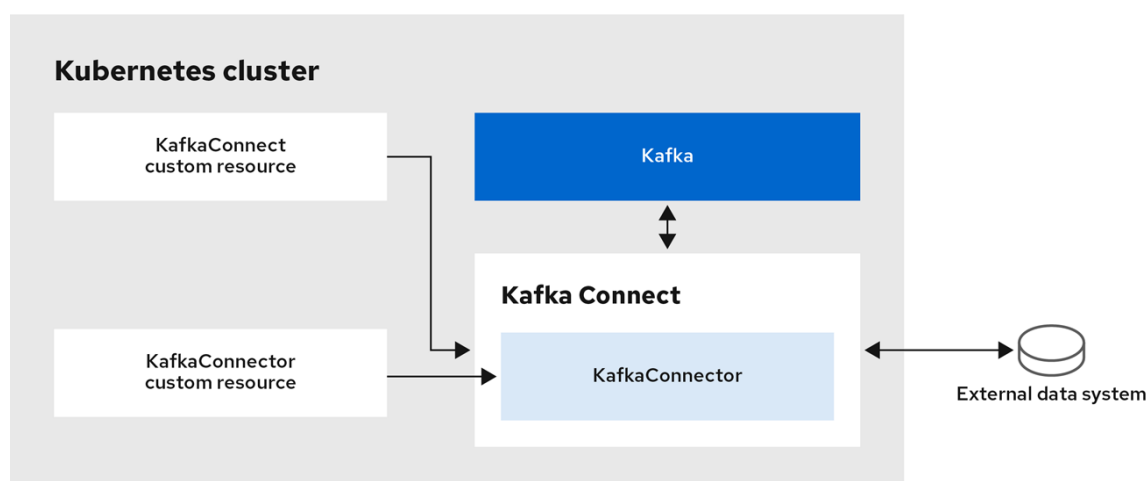 Kubernetes cluster
KafkaConnect
custom resource
Kafka
Kafka Connect
KafkaConnector
custom resource
KafkaConnector
External data system